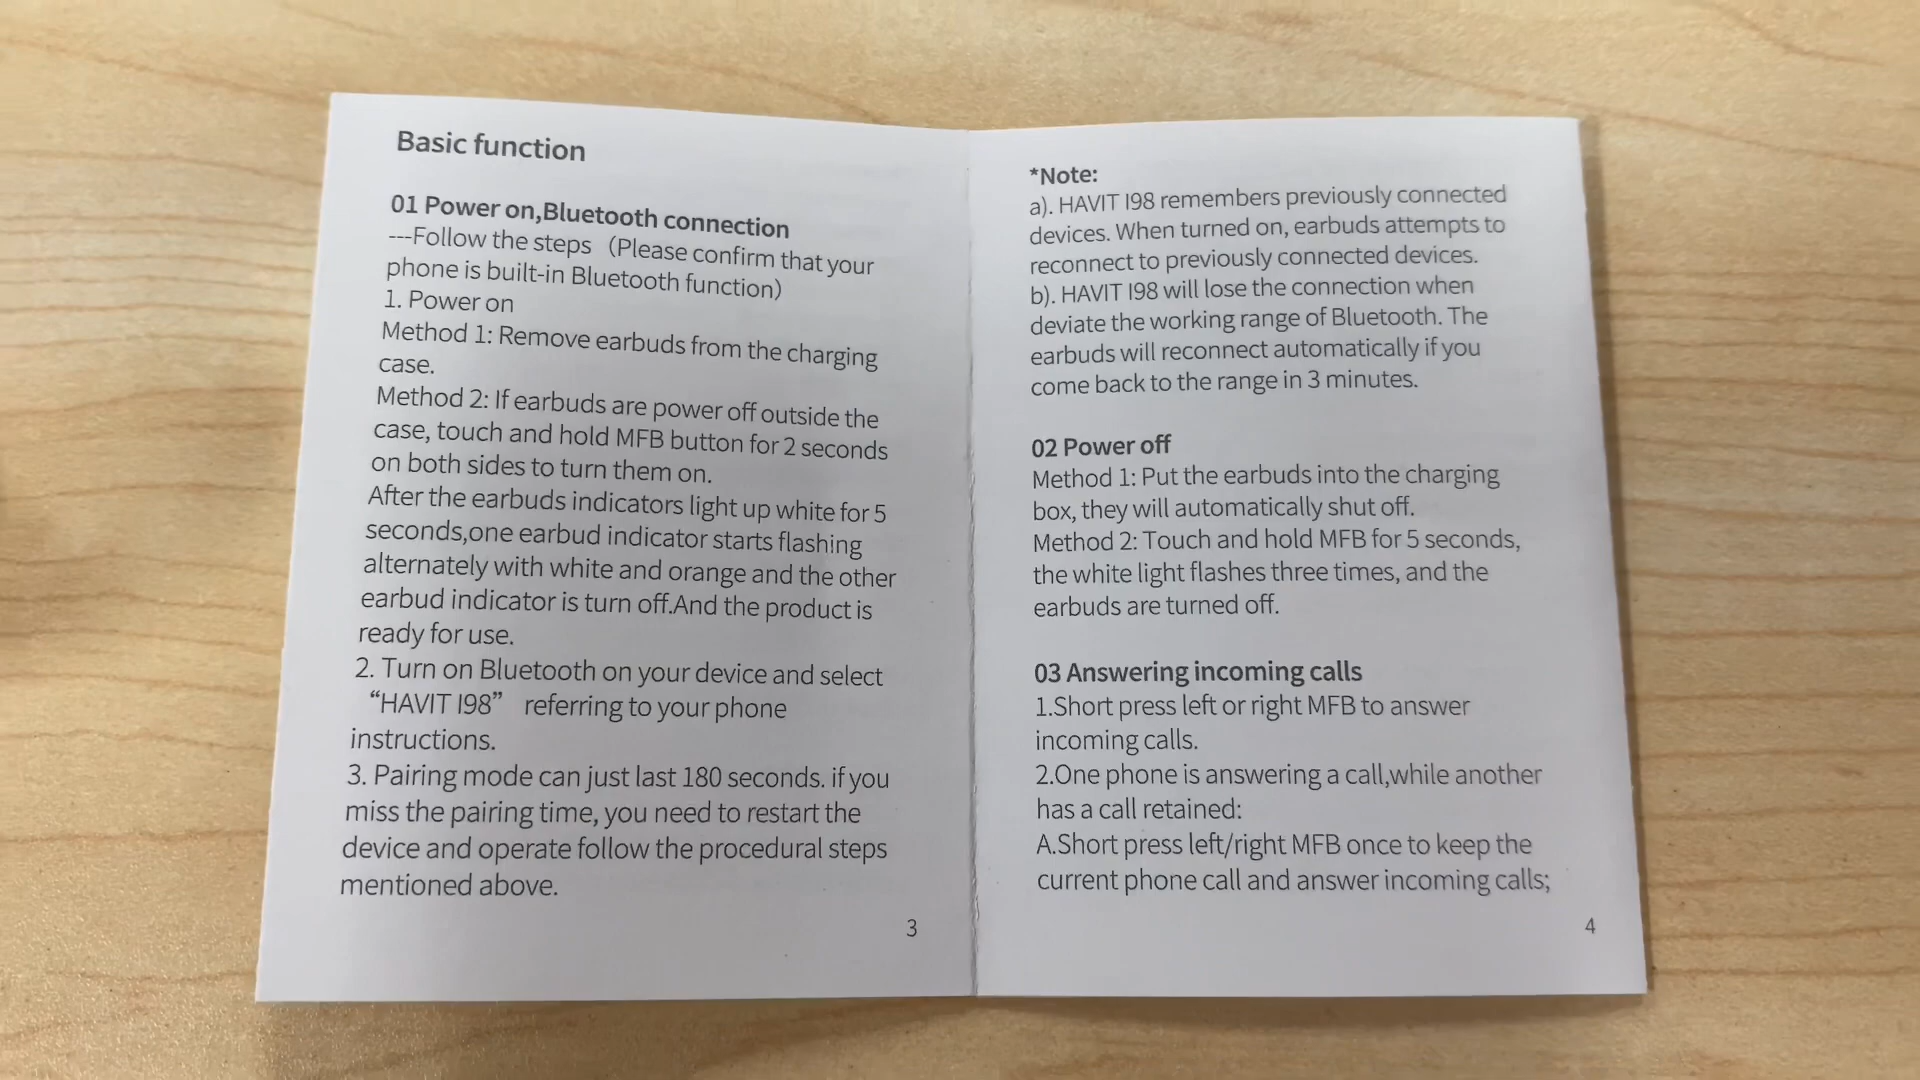 Basic function
01 Power on,Bluetooth connection
---Follow the steps（Please confirm that your
phone is built-in Bluetooth function)
1. Power on
Method 1: Remove earbuds from the charging
case.
Method 2: If earbuds are power off outside the
case, touch and hold MFB button for 2 seconds
on both sides to turn them on.
After the earbuds indicators light up white for 5
seconds,one earbud indicator starts flashing
alternately with white and orange and the other
earbud indicator is turn off.And the product is
ready for use.
2. Turn on Bluetooth on your device and select
“HAVIT I98” referring to your phone
instructions.
3. Pairing mode can just last 180 seconds. if you
miss the pairing time, you need to restart the
device and operate follow the procedural steps
mentioned above.
3
*Note:
a). HAVIT I98 remembers previously connected
devices. When turned on, earbuds attempts to
reconnect to previously connected devices.
b). HAVIT I98 will lose the connection when
deviate the working range of Bluetooth. The
earbuds will reconnect automatically if you
come back to the range in 3 minutes.
02 Power off
Method 1: Put the earbuds into the charging
box, they will automatically shut off.
Method 2: Touch and hold MFB for 5 seconds,
the white light flashes three times, and the
earbuds are turned off.
03 Answering incoming calls
1.Short press left or right MFB to answer
incoming calls.
2.One phone is answering a call,while another
has a call retained:
A.Short press left/right MFB once to keep the
current phone call and answer incoming calls;
4